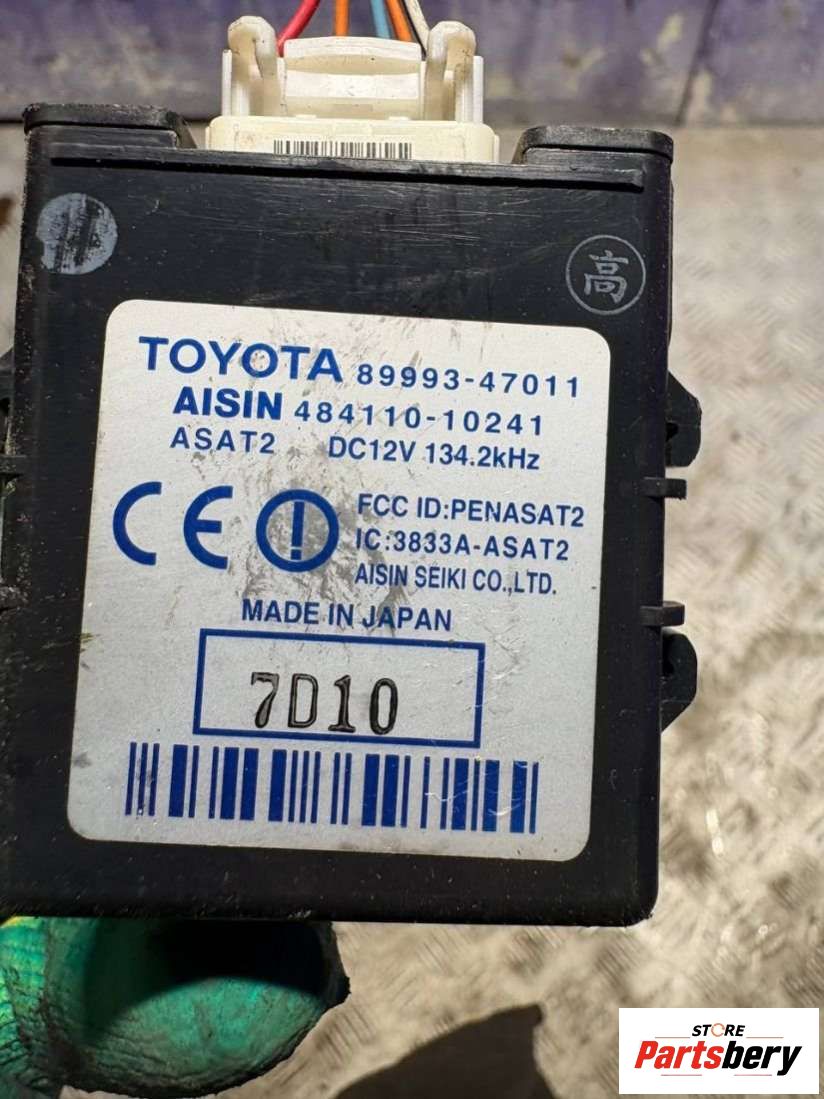 高
TOYOTA 89993-47011
AISIN 484110-10241
ASAT2 DC12V 134.2kHz
CE FCC ID:PENASAT2
IC:3833A-ASAT2
AISIN SEIKI CO.,LTD.
MADE IN JAPAN
7D10
STORE
Partsbery